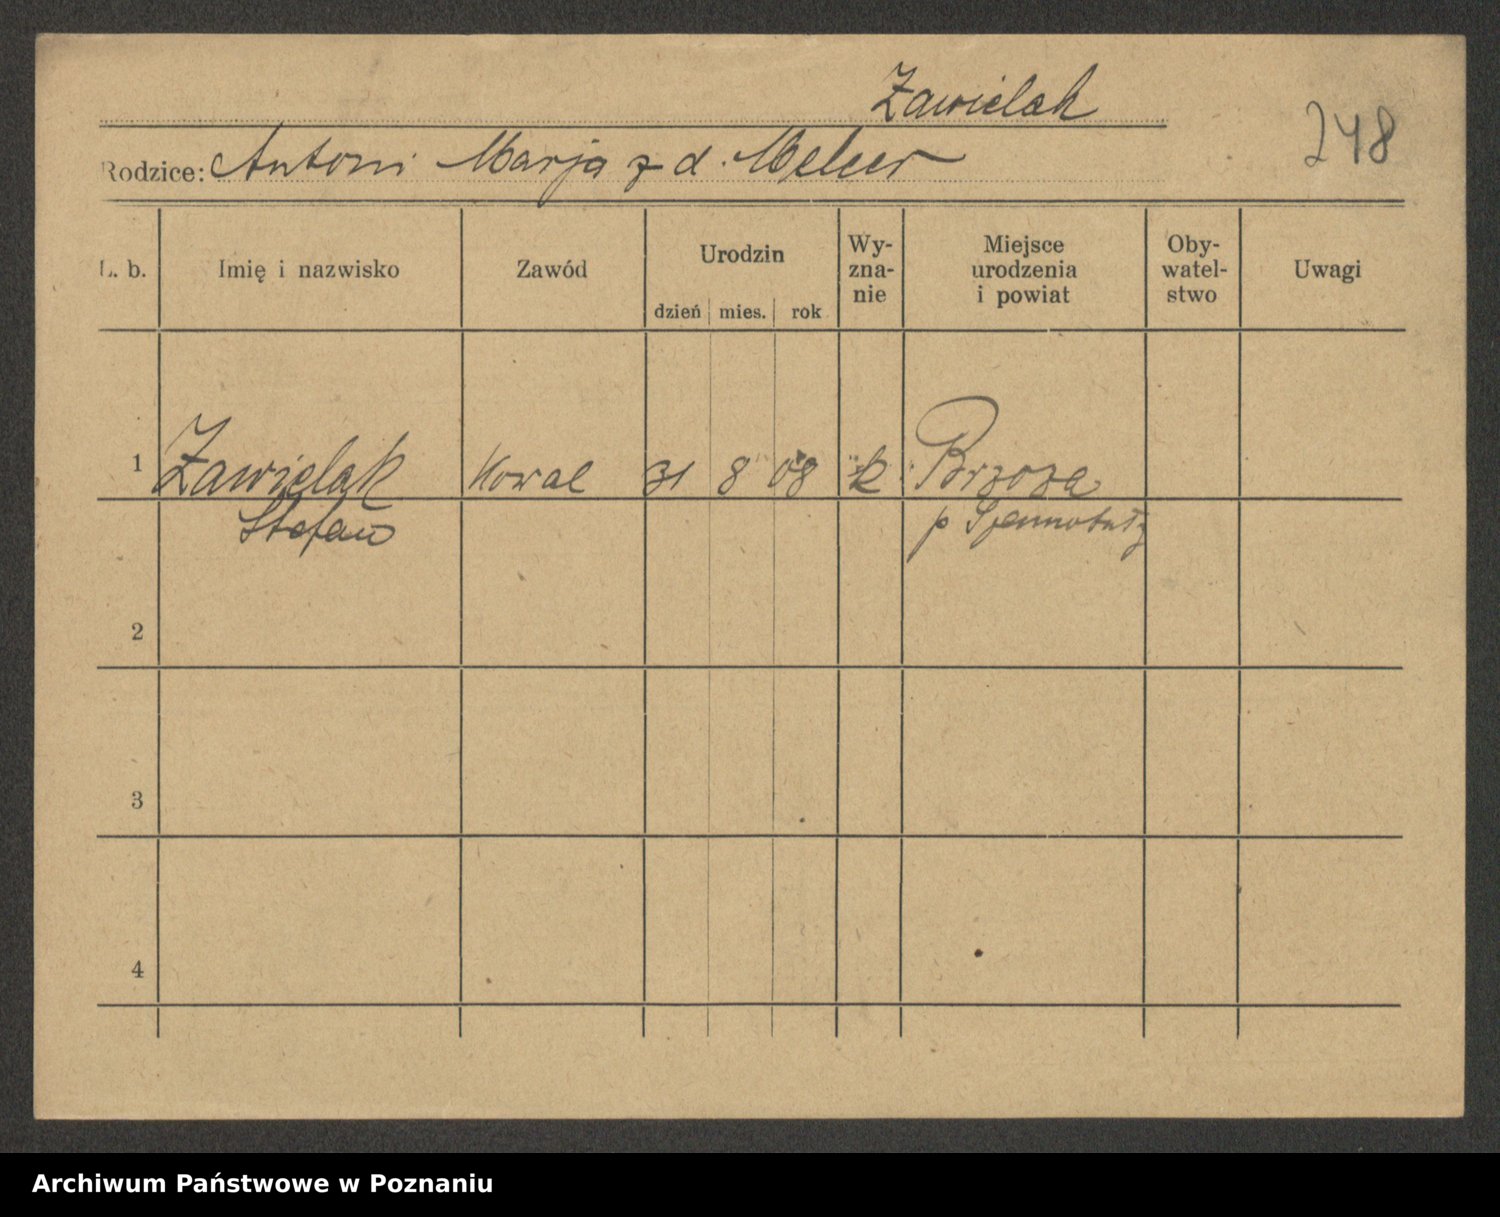 Zawielak
248
Rodzice: Antoni Marja z d. Melcer
L. b. Imię i nazwisko Zawód Urodzin dzień mies. rok Wy-zna-nie Miejsce urodzenia i powiat Oby-watel-stwo Uwagi
1 Zawielak Kowal 31 8 08 k Brzoza
Stefan p Szamotuły
2
3
4
Archiwum Państwowe w Poznaniu